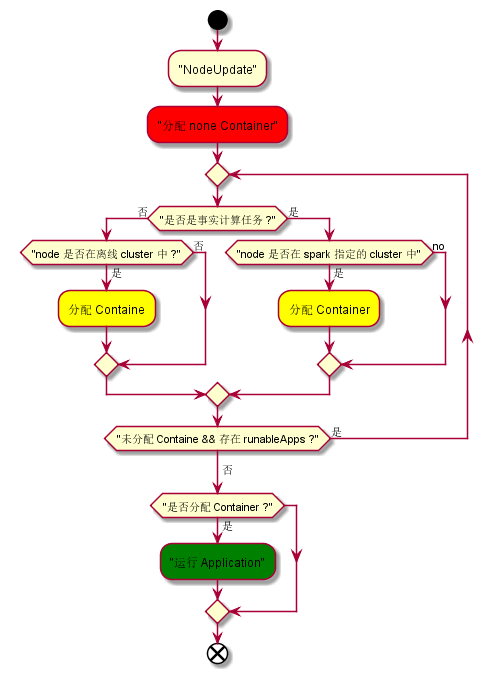 "NodeUpdate"
"分配 none Container"
"是否是事实计算任务 ?"
否
是
"node 是否在离线 cluster 中 ?"
否
"node 是否在 spark 指定的 cluster 中"
no
是
是
分配 Containe
分配 Container
"未分配 Containe && 存在 runableApps ?"
是
否
"是否分配 Container ?"
是
"运行 Application"